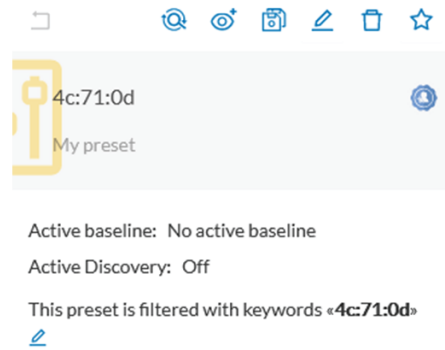 4c:71:0d
My preset
Active baseline: No active baseline
Active Discovery: Off
This preset is filtered with keywords «4c:71:0d»